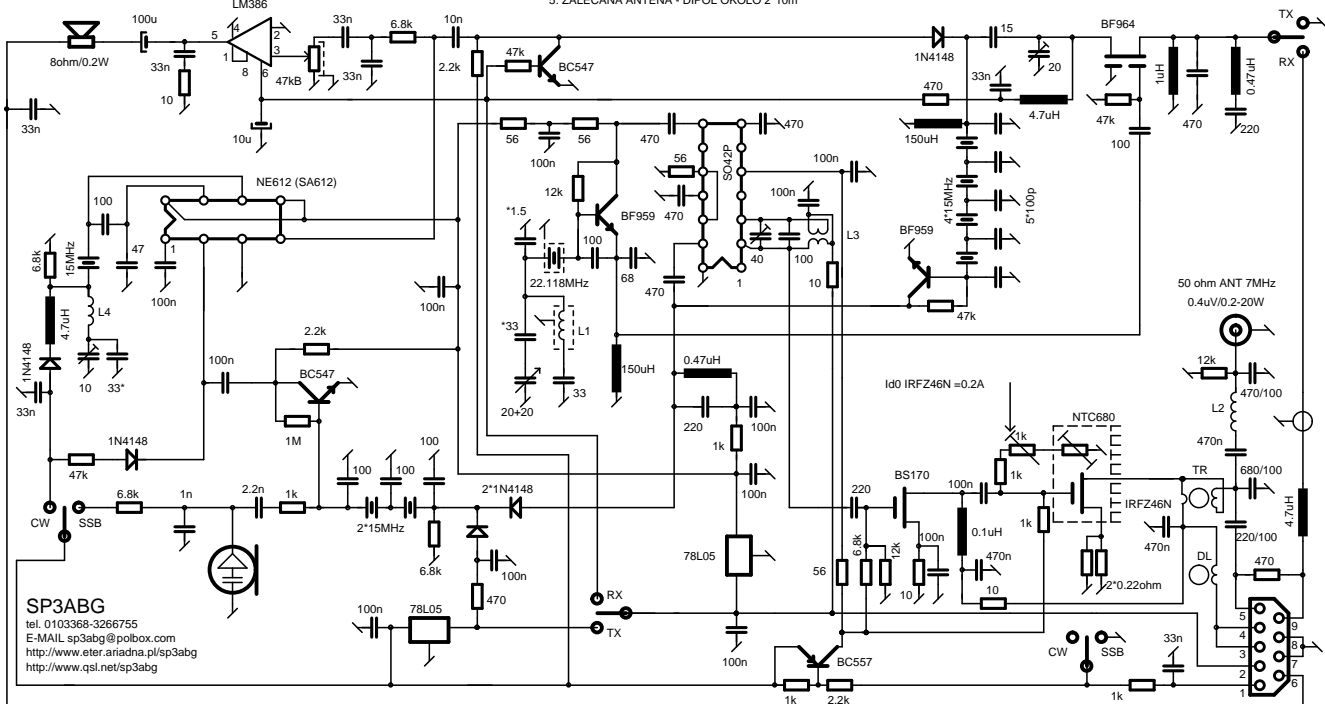 5. ZALECANA ANTENA - DIPOL OKOŁO 2*10m
LM386
100u
5
4
2
1
3
8
6
8ohm/0.2W
33n
10
33n
10u
33n
6.8k
10n
47kB
33n
2.2k
47k
BC547
1N4148
15
20
33n
470
4.7uH
BF964
47k
100
1uH
470
0.47uH
220
TX
RX
56
100n
56
470
470
56
470
SO42P
100n
150uH
4*15MHz
5*100p
NE612 (SA612)
100
47
6.8k
15MHz
1
100n
4.7uH
L4
1N4148
33n
10
33*
12k
BF959
*1.5
100
68
22.118MHz
100n
*33
L1
33
20+20
150uH
470
1
100n
40
100
L3
10
BF959
47k
50 ohm ANT 7MHz
0.4uV/0.2-20W
2.2k
BC547
100n
1M
0.47uH
220
100n
1k
100n
Id0 IRFZ46N =0.2A
12k
470/100
L2
470n
1N4148
47k
CW
SSB
6.8k
1n
2.2n
1k
100
100
100
2*15MHz
6.8k
2*1N4148
100n
470
BS170
100n
220
1k
1k
1k
NTC680
IRFZ46N
TR
680/100
220/100
4.7uH
78L05
56
6.8k
12k
10
100n
0.1uH
470n
10
2*0.22ohm
470n
DL
470
SP3ABG
tel. 0103368-3266755
E-MAIL sp3abg@polbox.com
http://www.eter.ariadna.pl/sp3abg
http://www.qsl.net/sp3abg
100n
78L05
RX
TX
100n
BC557
1k
2.2k
CW
SSB
1k
33n
5
4
3
2
1
9
8
7
6